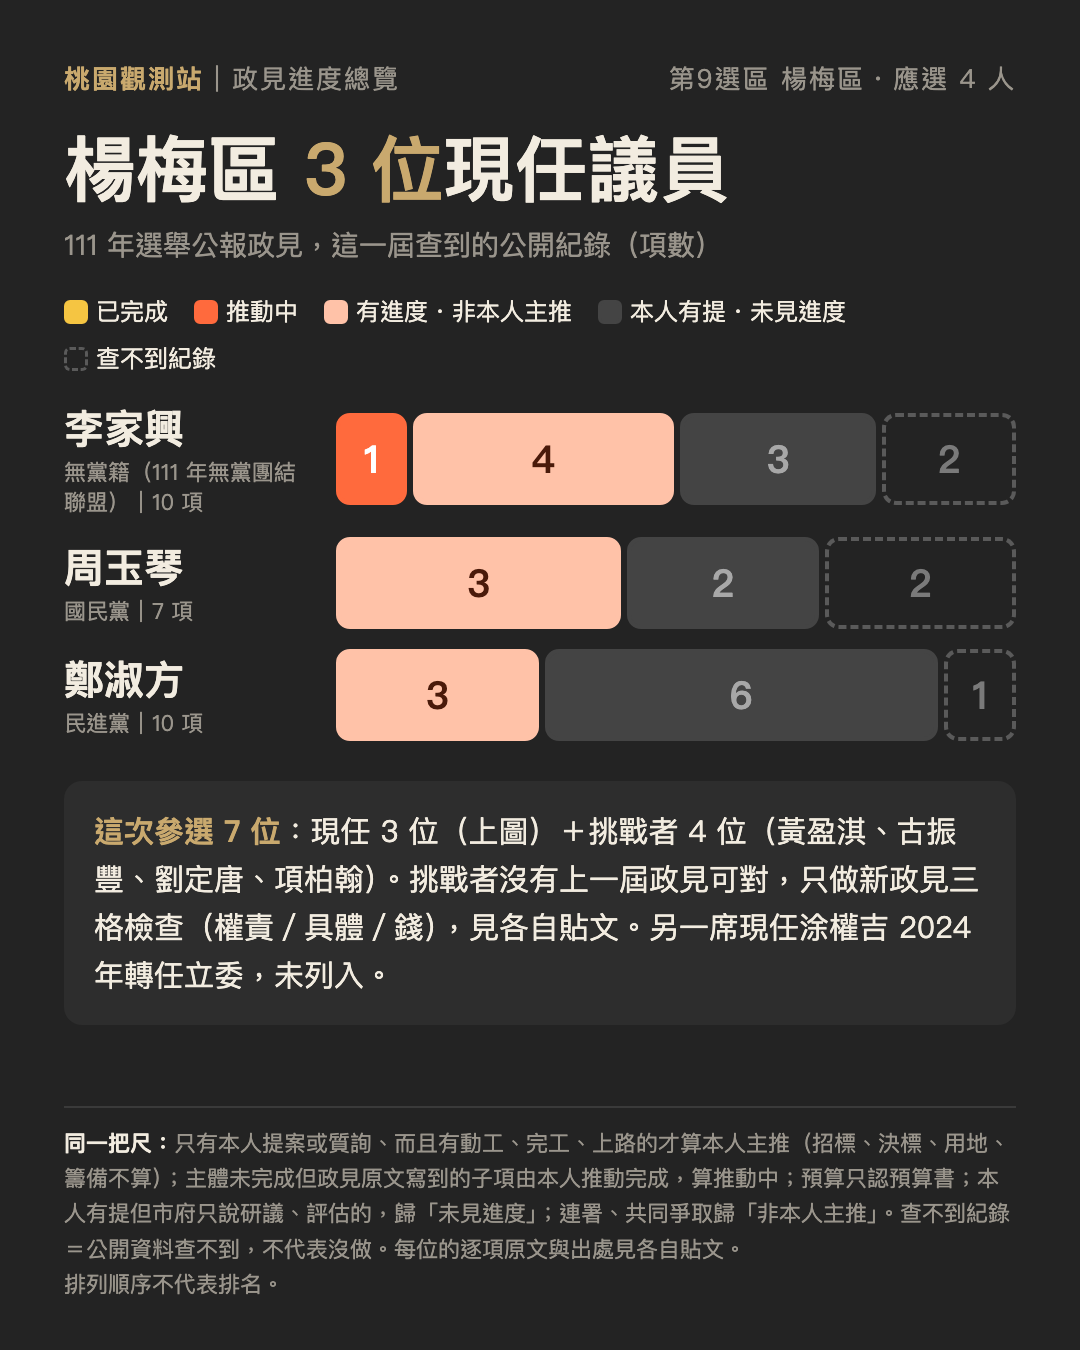 桃園觀測站｜政見進度總覽
第9選區 楊梅區・應選 4 人
楊梅區 3 位現任議員
111 年選舉公報政見，這一屆查到的公開紀錄（項數）
已完成 推動中 有進度・非本人主推 本人有提・未見進度
查不到紀錄
李家興
無黨籍（111 年無黨團結
聯盟）｜10 項
1 4 3 2
周玉琴
國民黨｜7 項
3 2 2
鄭淑方
民進黨｜10 項
3 6 1
這次參選 7 位：現任 3 位（上圖）＋挑戰者 4 位（黃盈淇、古振
豐、劉定唐、項柏翰）。挑戰者沒有上一屆政見可對，只做新政見三
格檢查（權責 / 具體 / 錢），見各自貼文。另一席現任涂權吉 2024
年轉任立委，未列入。
同一把尺：只有本人提案或質詢、而且有動工、完工、上路的才算本人主推（招標、決標、用地、
籌備不算）；主體未完成但政見原文寫到的子項由本人推動完成，算推動中；預算只認預算書；本
人有提但市府只說研議、評估的，歸「未見進度」；連署、共同爭取歸「非本人主推」。查不到紀錄
＝公開資料查不到，不代表沒做。每位的逐項原文與出處見各自貼文。
排列順序不代表排名。